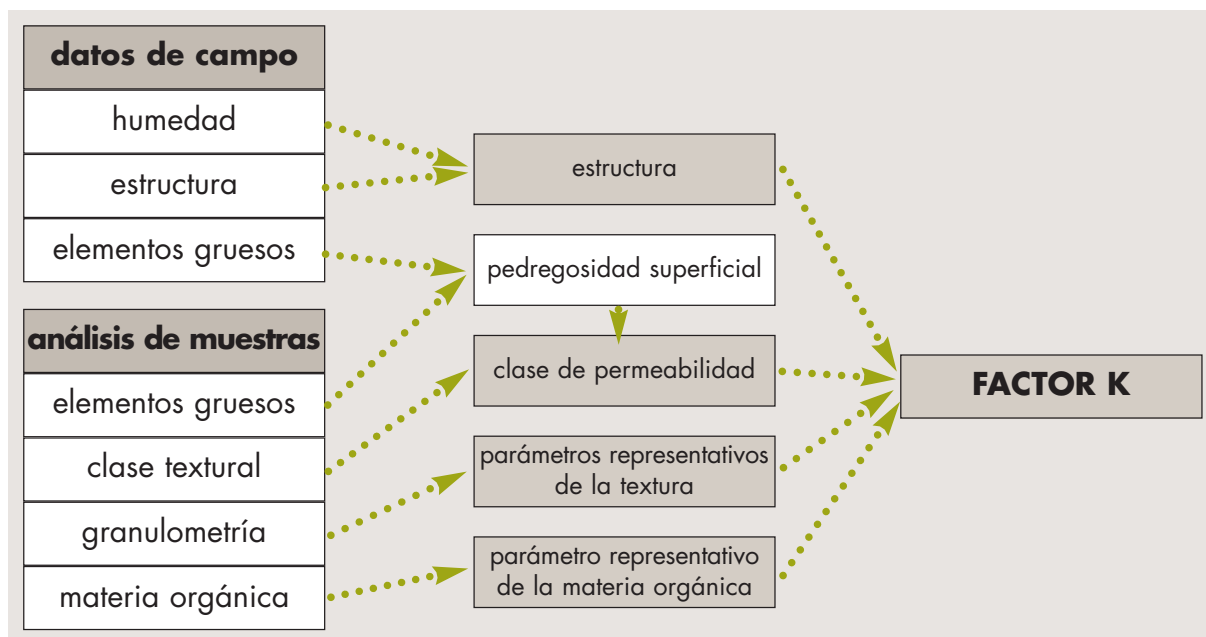 datos de campo
humedad
estructura
elementos gruesos
análisis de muestras
elementos gruesos
clase textural
granulometría
materia orgánica
estructura
pedregosidad superficial
clase de permeabilidad
parámetros representativos
de la textura
parámetro representativo
de la materia orgánica
FACTOR K